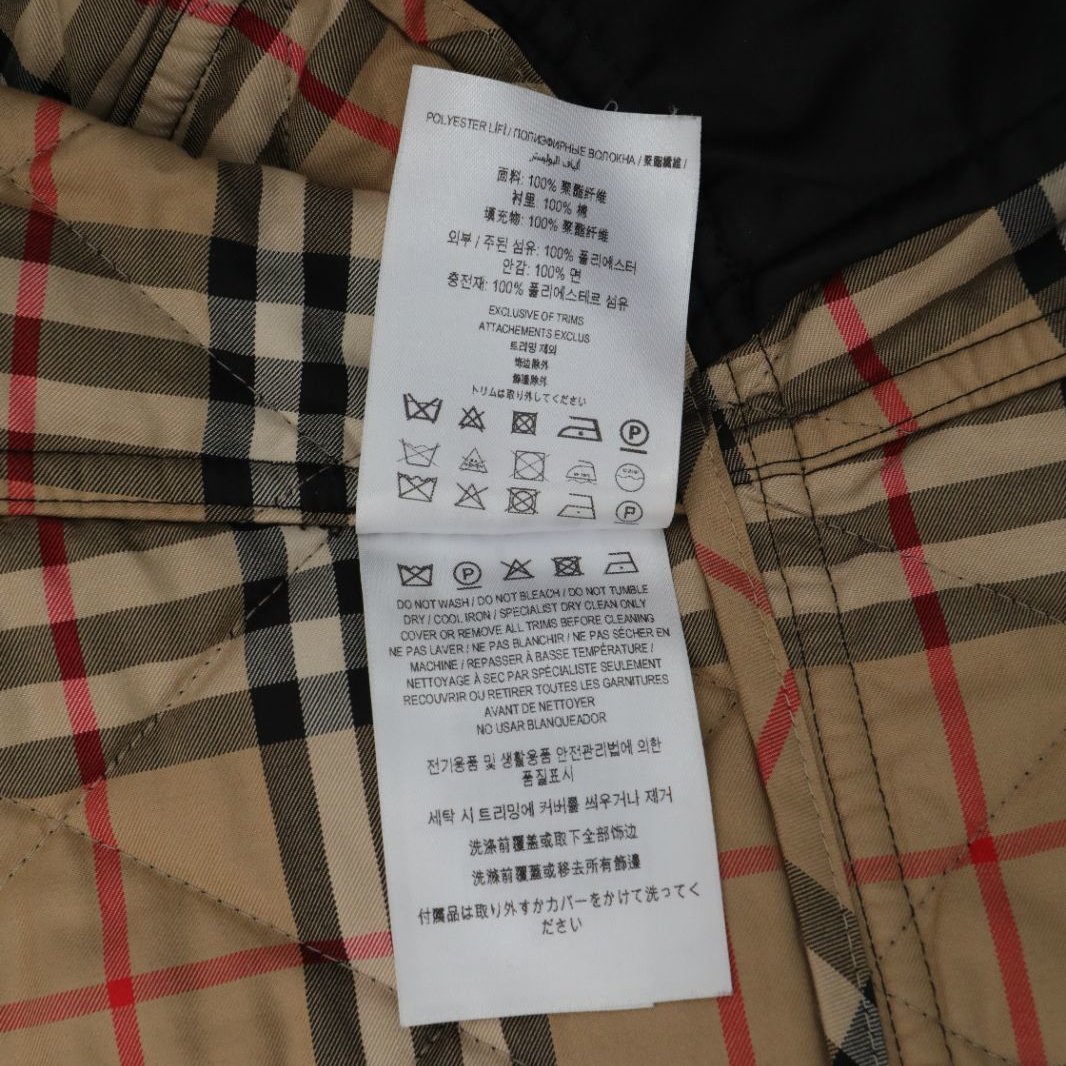 POLYESTER LİFİ / ПОЛИЭФИРНЫЕ ВОЛОКНА / 聚酯纖維 /
ألياف البوليستر
面料: 100% 聚酯纤维
衬里: 100% 棉
填充物: 100% 聚酯纤维
외부 / 주된 섬유: 100% 폴리에스터
안감: 100% 면
충전재: 100% 폴리에스테르 섬유
EXCLUSIVE OF TRIMS
ATTACHEMENTS EXCLUS
트리밍 제외
饰边除外
飾邊除外
トリムは取り外してください
P
P
P
DO NOT WASH / DO NOT BLEACH / DO NOT TUMBLE
DRY / COOL IRON / SPECIALIST DRY CLEAN ONLY
COVER OR REMOVE ALL TRIMS BEFORE CLEANING
NE PAS LAVER / NE PAS BLANCHIR / NE PAS SÉCHER EN
MACHINE / REPASSER À BASSE TEMPÉRATURE /
NETTOYAGE À SEC PAR SPÉCIALISTE SEULEMENT
RECOUVRIR OU RETIRER TOUTES LES GARNITURES
AVANT DE NETTOYER
NO USAR BLANQUEADOR
전기용품 및 생활용품 안전관리법에 의한
품질표시
세탁 시 트리밍에 커버를 씌우거나 제거
洗涤前覆盖或取下全部饰边
洗滌前覆蓋或移去所有飾邊
付属品は取り外すかカバーをかけて洗ってく
ださい